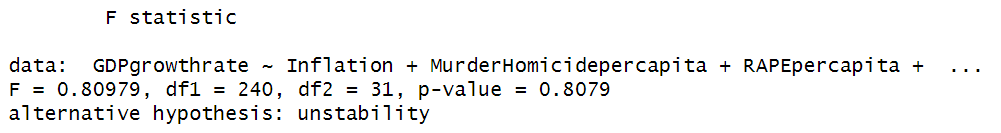 F statistic
data:  GDPgrowthrate ~ Inflation + MurderHomicidepercapita + RAPEpercapita +  ...
F = 0.80979, df1 = 240, df2 = 31, p-value = 0.8079
alternative hypothesis: unstability